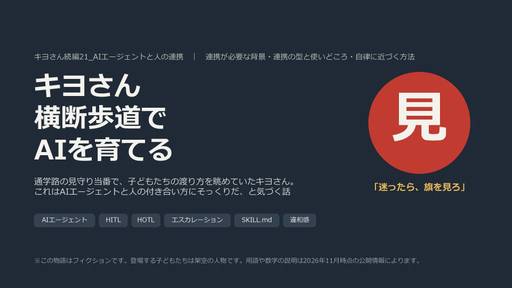 キヨさん続編21_AIエージェントと人の連携 ｜ 連携が必要な背景・連携の型と使いどころ・自律に近づく方法
キヨさん
横断歩道で
AIを育てる
見
「迷ったら、旗を見ろ」
通学路の見守り当番で、子どもたちの渡り方を眺めていたキヨさん。
これはAIエージェントと人の付き合い方にそっくりだ、と気づく話
AIエージェント HITL HOTL エスカレーション SKILL.md 違和感
※この物語はフィクションです。登場する子どもたちは架空の人物です。用語や数字の説明は2026年11月時点の公開情報によります。